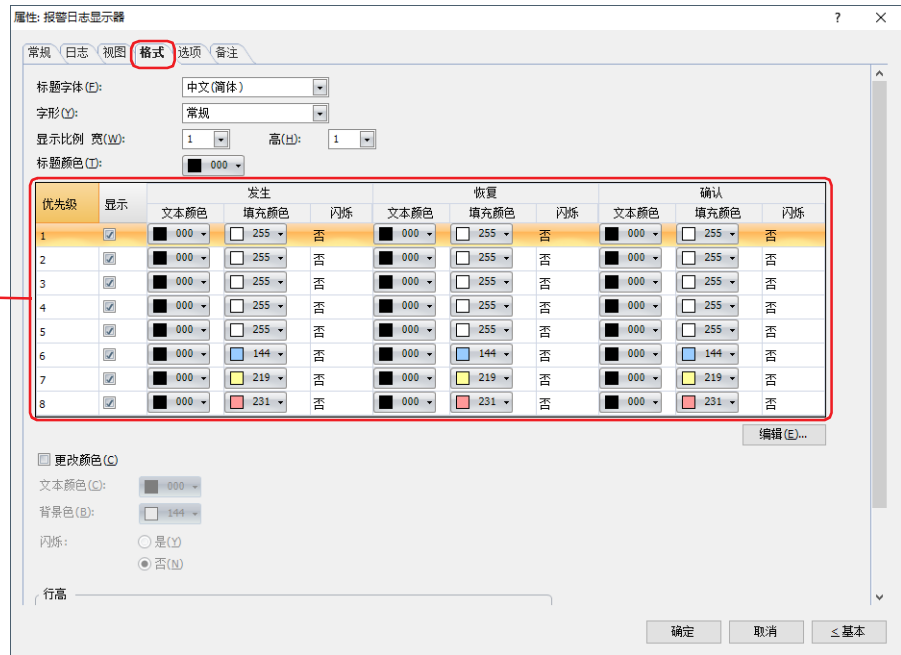 属性: 报警日志显示器 ? ×
常规 日志 视图 格式 选项 备注
标题字体(F): 中文(简体)
字形(Y): 常规
显示比例 宽(W): 1 高(H): 1
标题颜色(T): 000
优先级 显示 发生 恢复 确认
文本颜色 填充颜色 闪烁 文本颜色 填充颜色 闪烁 文本颜色 填充颜色 闪烁
1 000 255 否 000 255 否 000 255 否
2 000 255 否 000 255 否 000 255 否
3 000 255 否 000 255 否 000 255 否
4 000 255 否 000 255 否 000 255 否
5 000 255 否 000 255 否 000 255 否
6 000 144 否 000 144 否 000 144 否
7 000 219 否 000 219 否 000 219 否
8 000 231 否 000 231 否 000 231 否
编辑(E)...
更改颜色(C)
文本颜色(C): 000
背景色(B): 144
闪烁: 是(Y)
否(N)
行高
确定 取消 ≤基本